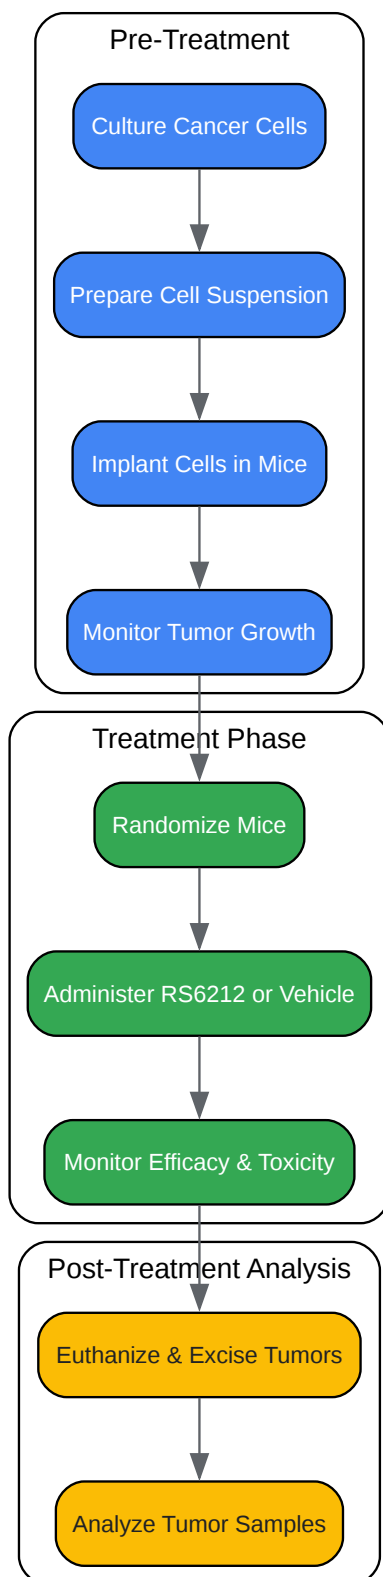 Pre-Treatment
Culture Cancer Cells
Prepare Cell Suspension
Implant Cells in Mice
Monitor Tumor Growth
Treatment Phase
Randomize Mice
Administer RS6212 or Vehicle
Monitor Efficacy & Toxicity
Post-Treatment Analysis
Euthanize & Excise Tumors
Analyze Tumor Samples